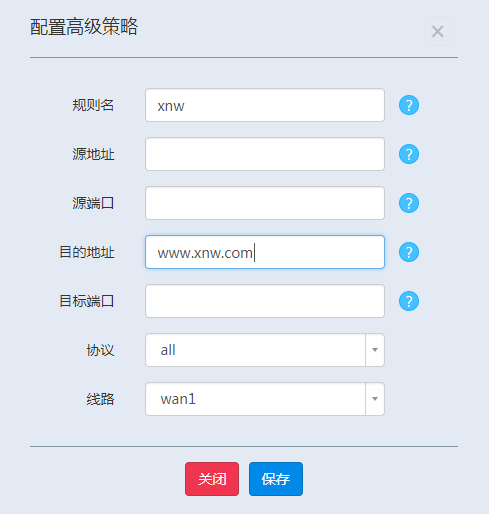 配置高级策略
×
规则名 xnw ?
源地址 ?
源端口 ?
目的地址 www.xnw.com ?
目标端口 ?
协议 all
线路 wan1
关闭 保存